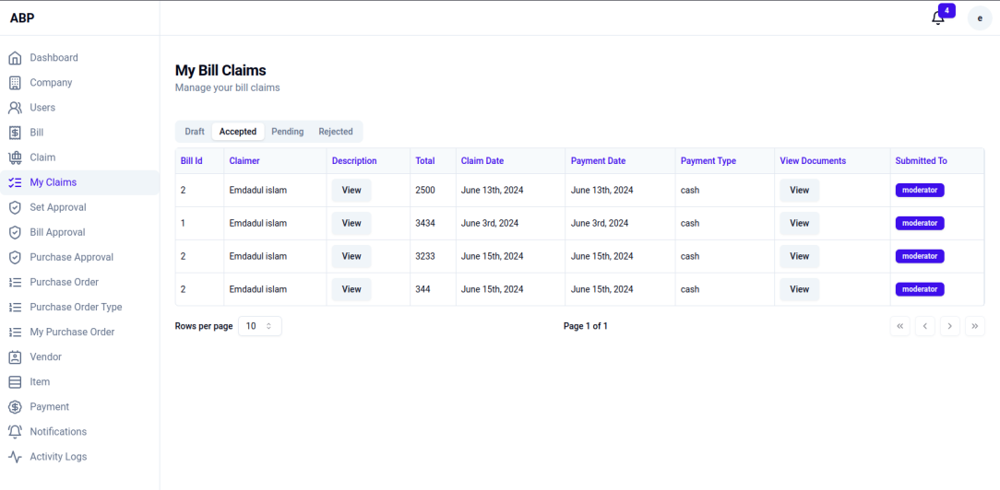 ABP
4
e
Dashboard
Company
Users
Bill
Claim
My Claims
Set Approval
Bill Approval
Purchase Approval
Purchase Order
Purchase Order Type
My Purchase Order
Vendor
Item
Payment
Notifications
Activity Logs
My Bill Claims
Manage your bill claims
Draft Accepted Pending Rejected
Bill Id Claimer Description Total Claim Date Payment Date Payment Type View Documents Submitted To
2 Emdadul islam View 2500 June 13th, 2024 June 13th, 2024 cash View moderator
1 Emdadul islam View 3434 June 3rd, 2024 June 3rd, 2024 cash View moderator
2 Emdadul islam View 3233 June 15th, 2024 June 15th, 2024 cash View moderator
2 Emdadul islam View 344 June 15th, 2024 June 15th, 2024 cash View moderator
Rows per page 10 Page 1 of 1